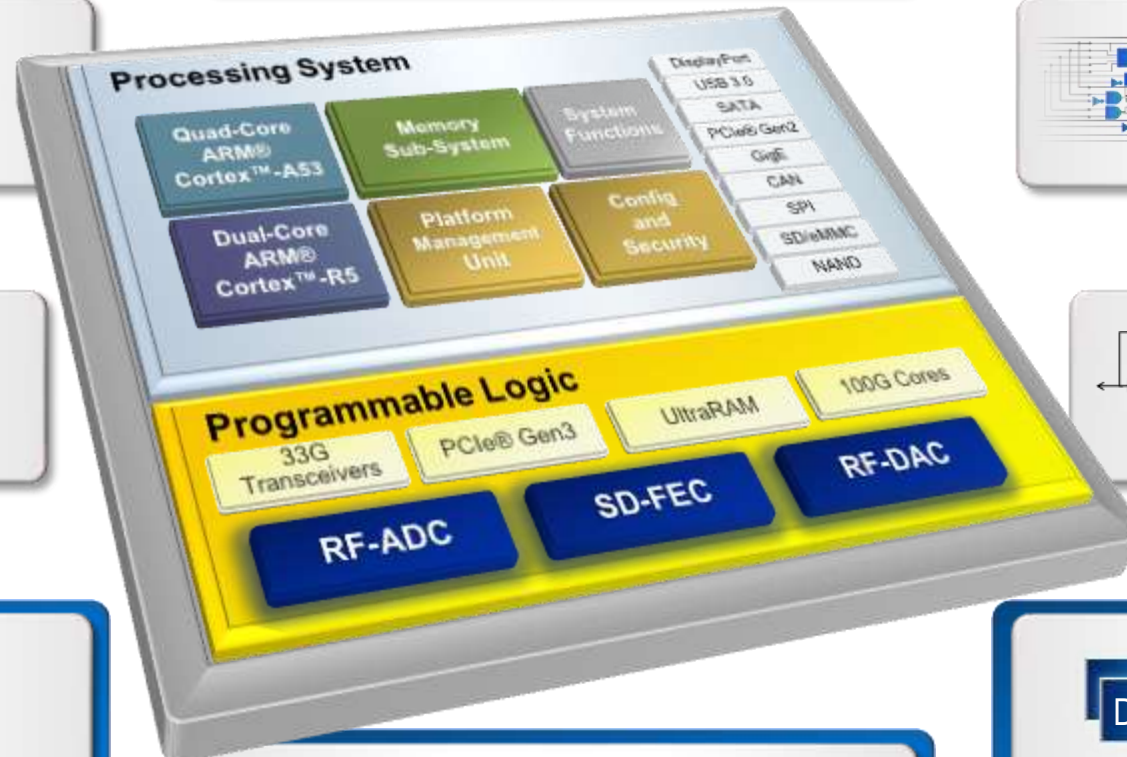 Processing System
Quad-Core
ARM®
Cortex™-A53
Memory
Sub-System
System
Functions
Dual-Core
ARM®
Cortex™-R5
Platform
Management
Unit
Config
and
Security
DisplayPort
USB 3.0
SATA
PCIe® Gen2
GigE
CAN
SPI
SD/eMMC
NAND
Programmable Logic
33G
Transceivers
PCIe® Gen3
UltraRAM
100G Cores
RF-ADC
SD-FEC
RF-DAC
D